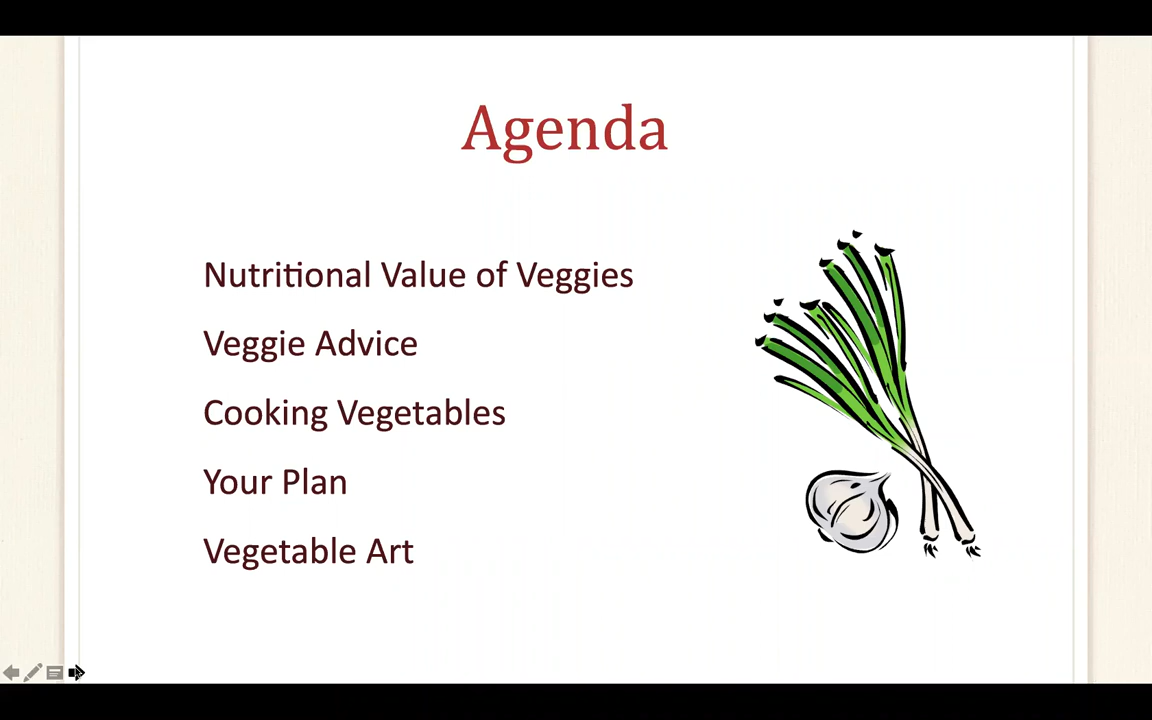 Agenda
Nutritional Value of Veggies
Veggie Advice
Cooking Vegetables
Your Plan
Vegetable Art